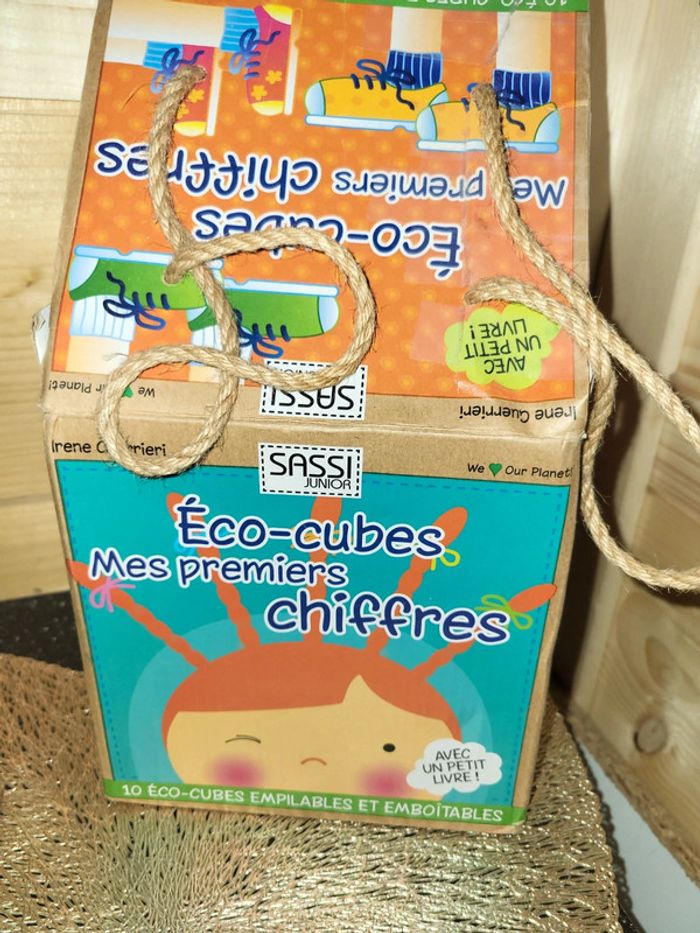 10 ÉCO-CUBES
Mes premiers
chiffres
Éco-cubes
AVEC
UN PETIT
LIVRE !
SASSI
We Our Planet!
Irene Guerrieri
Irene
SASSI
JUNIOR
We Our Planet!
Éco-cubes
Mes premiers
chiffres
AVEC
UN PETIT
LIVRE !
10 ÉCO-CUBES EMPILABLES ET EMBOÎTABLES